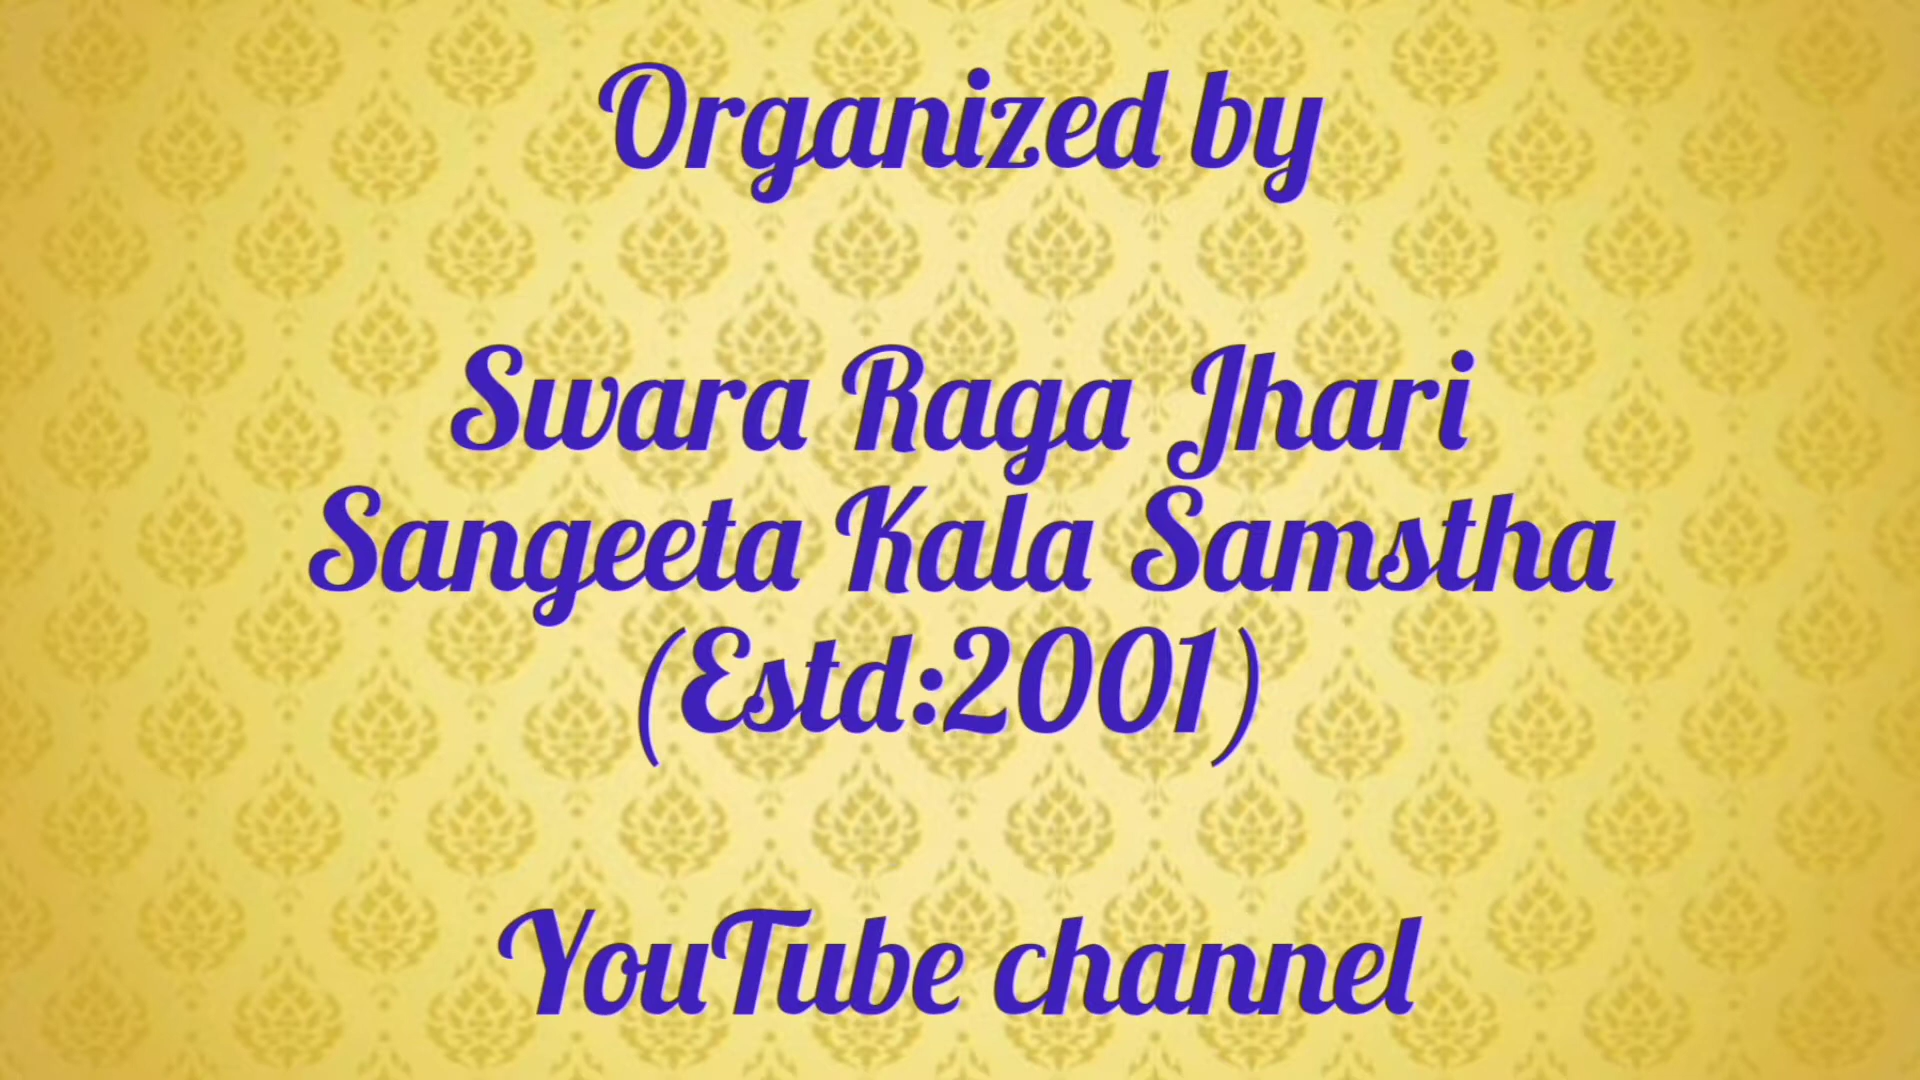 Organized by
Swara Raga Jhari
Sangeeta Kala Samstha
(Estd:2001)
YouTube channel